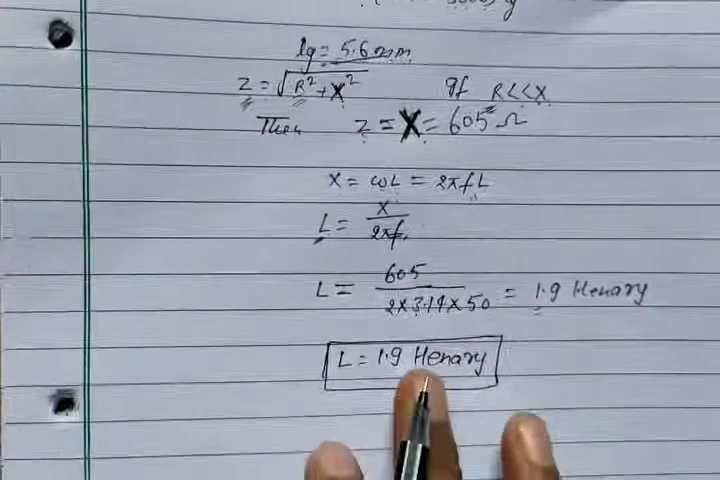 lg = 5.6 mm
Z = √R² + X² If R << X
Then Z = X = 605 Ω
X = ωL = 2πfL
L = X / 2πf
L = 605 / 2×3.14×50 = 1.9 Henary
L = 1.9 Henary